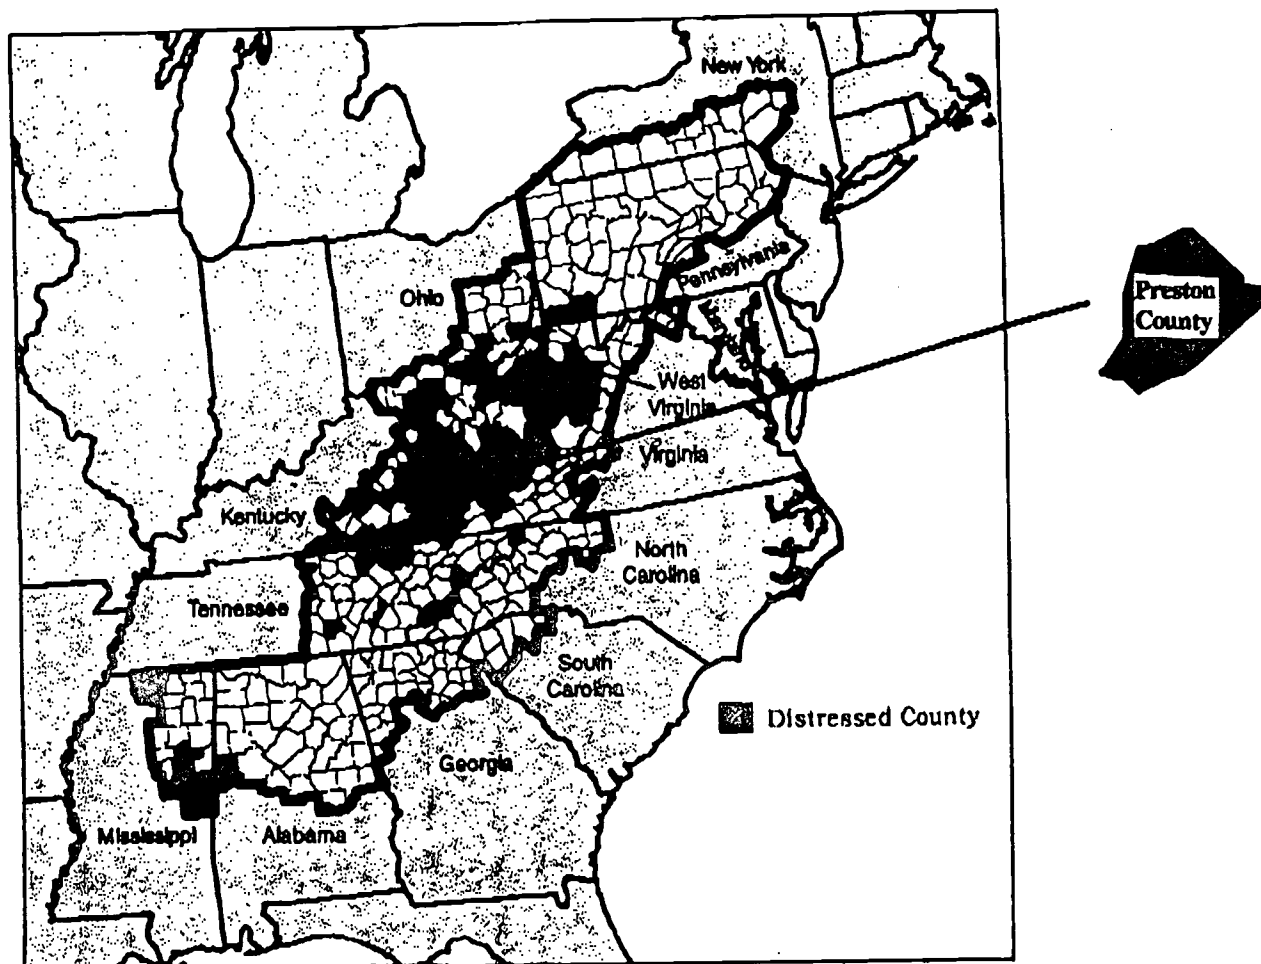 New York
Pennsylvania
Ohio
Preston
County
West
Virginia
Virginia
Kentucky
North
Carolina
Tennessee
South
Carolina
Distressed County
Georgia
Mississippi
Alabama